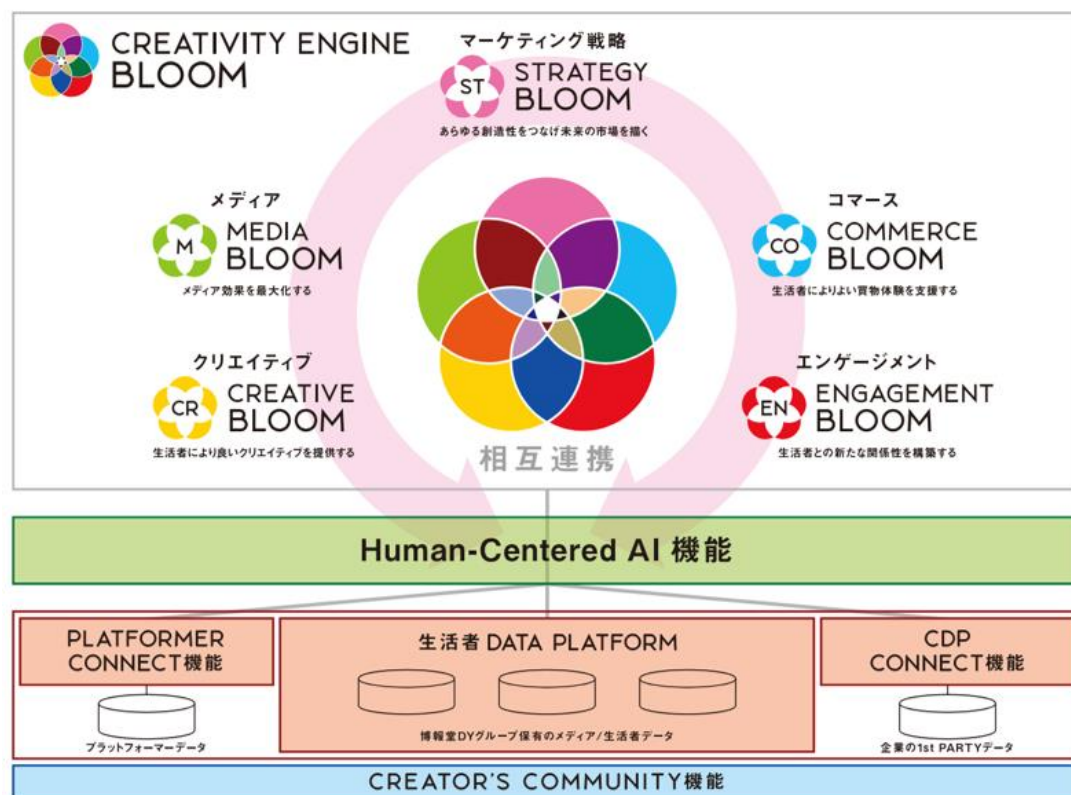 CREATIVITY ENGINE
BLOOM
マーケティング戦略
ST
STRATEGY
BLOOM
あらゆる創造性をつなげ未来の市場を描く
メディア
M
MEDIA
BLOOM
メディア効果を最大化する
コマース
CO
COMMERCE
BLOOM
生活者によりよい買物体験を支援する
クリエイティブ
CR
CREATIVE
BLOOM
生活者により良いクリエイティブを提供する
エンゲージメント
EN
ENGAGEMENT
BLOOM
生活者との新たな関係性を構築する
相互連携
Human-Centered AI 機能
PLATFORMER
CONNECT機能
プラットフォーマーデータ
生活者 DATA PLATFORM
博報堂DYグループ保有のメディア/生活者データ
CDP
CONNECT機能
企業の1st PARTYデータ
CREATOR'S COMMUNITY機能